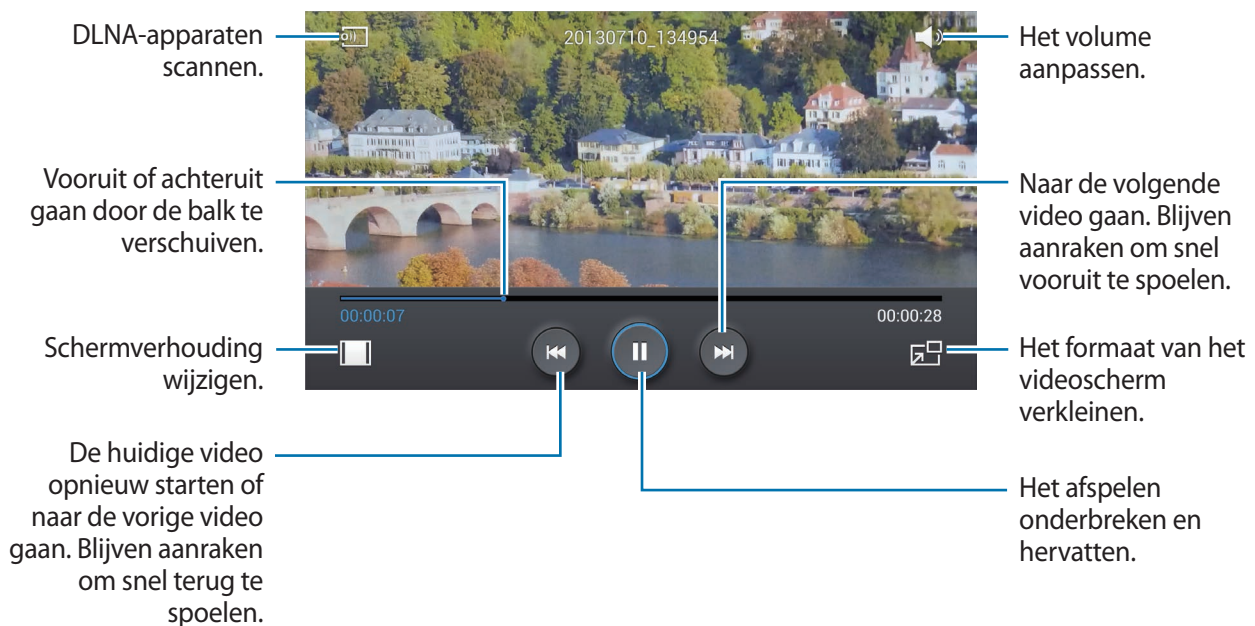 DLNA-apparaten
scannen.
20130710_134954
Het volume
aanpassen.
Vooruit of achteruit
gaan door de balk te
verschuiven.
Naar de volgende
video gaan. Blijven
aanraken om snel
vooruit te spoelen.
00:00:07
00:00:28
Schermverhouding
wijzigen.
Het formaat van het
videoscherm
verkleinen.
De huidige video
opnieuw starten of
naar de vorige video
gaan. Blijven aanraken
om snel terug te
spoelen.
Het afspelen
onderbreken en
hervatten.